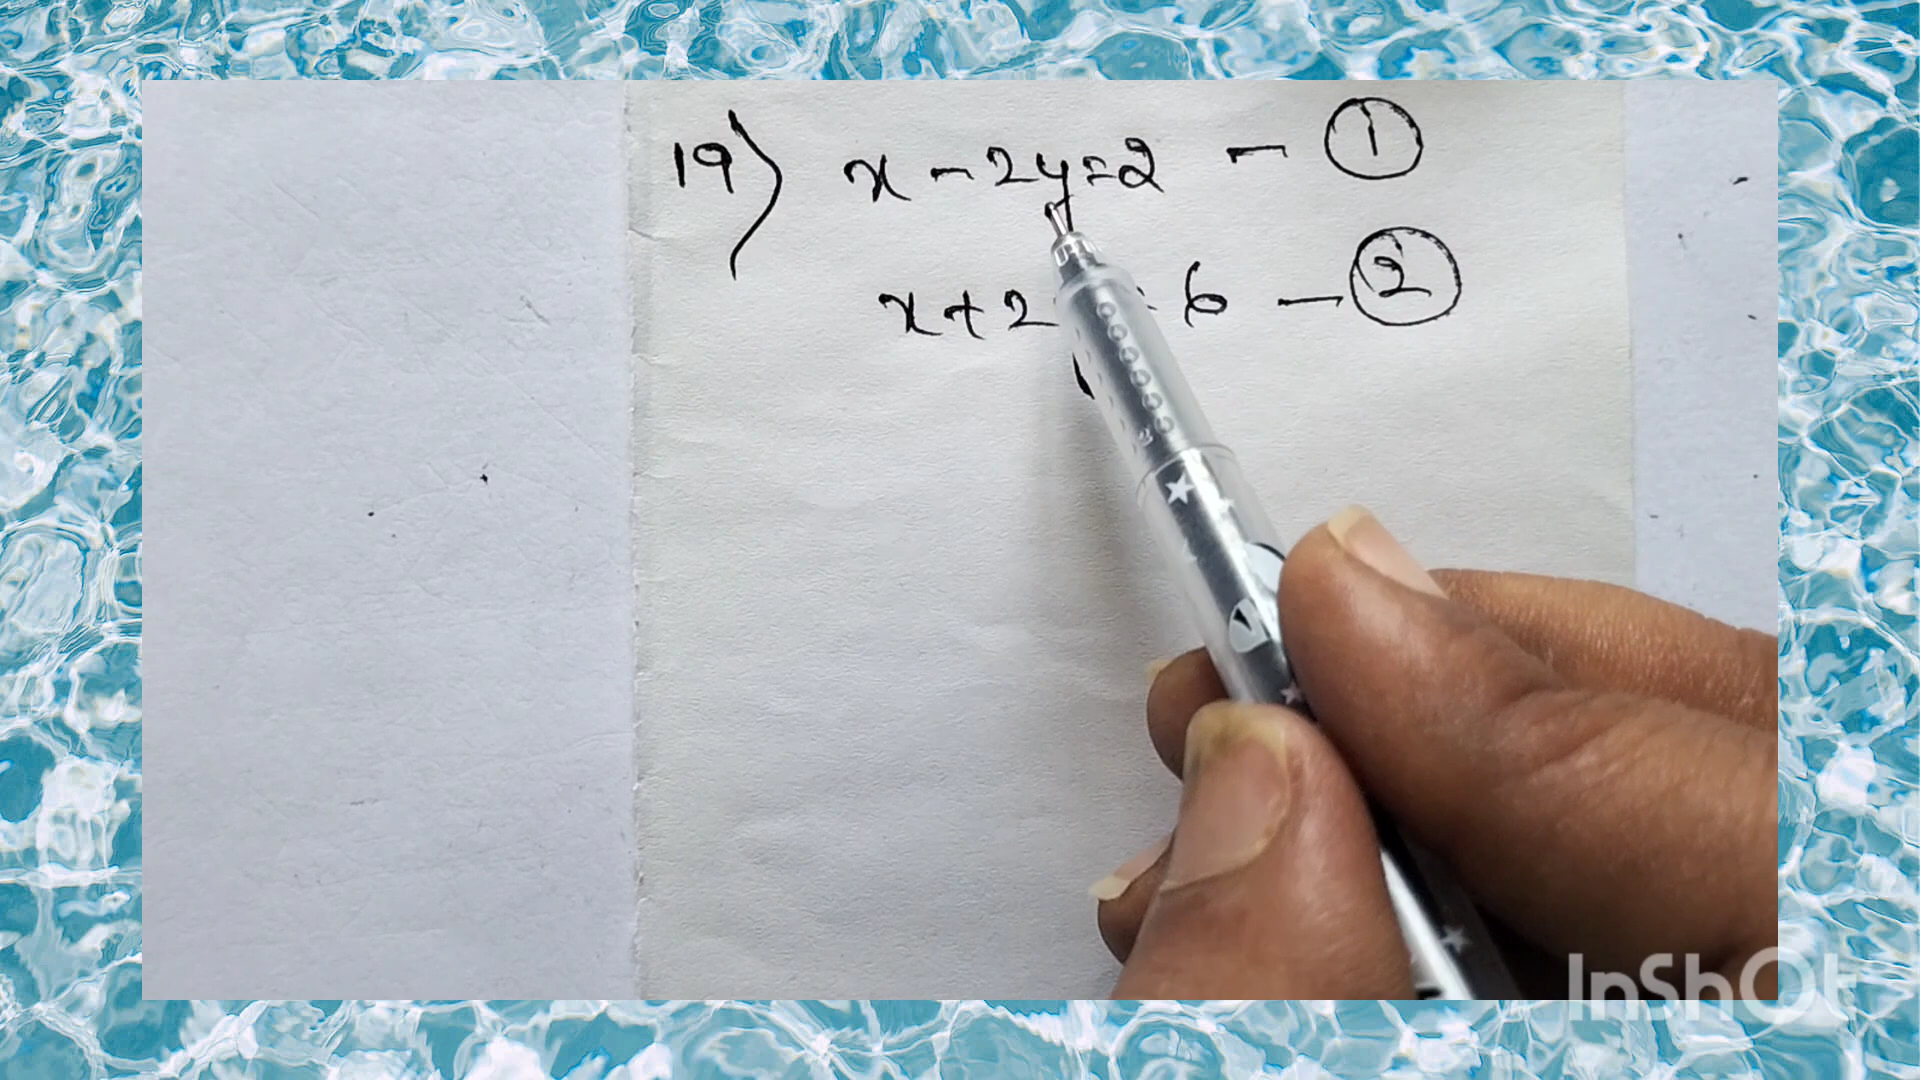 19) x - 2y = 2 - ①
x + 2 = 6 - ②
InShOt